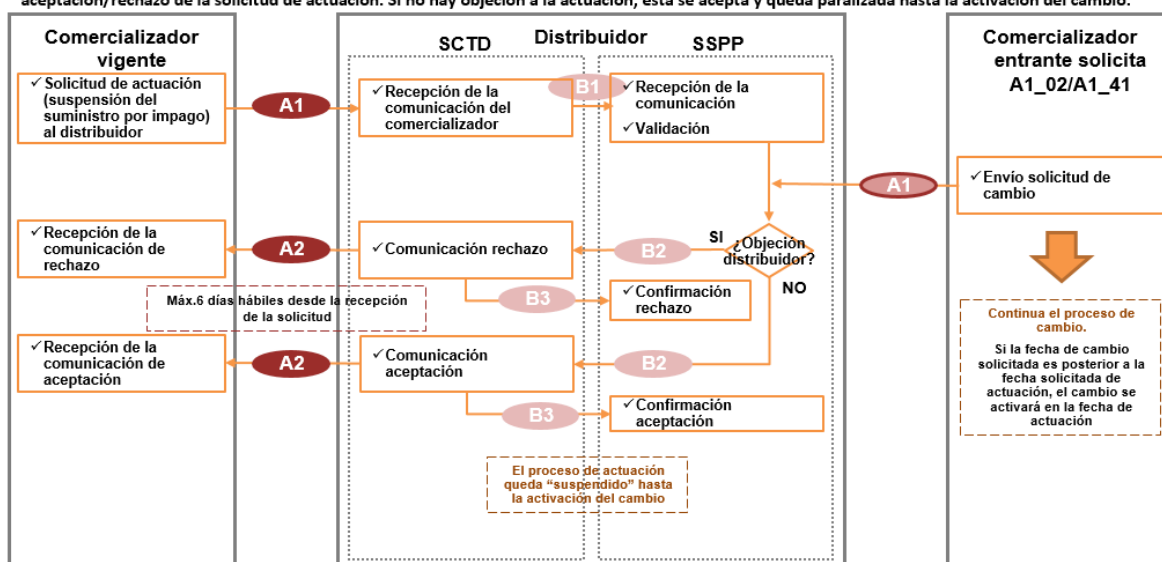 aceptación/rechazo de la solicitud de actuación. Si no hay objeción a la actuación, ésta se acepta y queda paralizada hasta la activación del cambio.
Comercializador
vigente
✓ Solicitud de actuación
(suspensión del
suministro por impago)
al distribuidor
A1
Distribuidor
SCTD
SSPP
✓ Recepción de la
comunicación del
comercializador
B1
✓ Recepción de la
comunicación
✓ Validación
Comercializador
entrante solicita
A1_02/A1_41
A1
✓ Envío solicitud de
cambio
✓ Recepción de la
comunicación de
rechazo
A2
✓ Comunicación rechazo
B2
SI
¿Objeción
distribuidor?
NO
B3
✓ Confirmación
rechazo
Máx.6 días hábiles desde la recepción
de la solicitud
✓ Recepción de la
comunicación de
aceptación
A2
✓ Comunicación
aceptación
B2
B3
✓ Confirmación
aceptación
Continua el proceso de
cambio.
Si la fecha de cambio
solicitada es posterior a la
fecha solicitada de
actuación, el cambio se
activará en la fecha de
actuación
El proceso de actuación
queda “suspendido” hasta
la activación del cambio